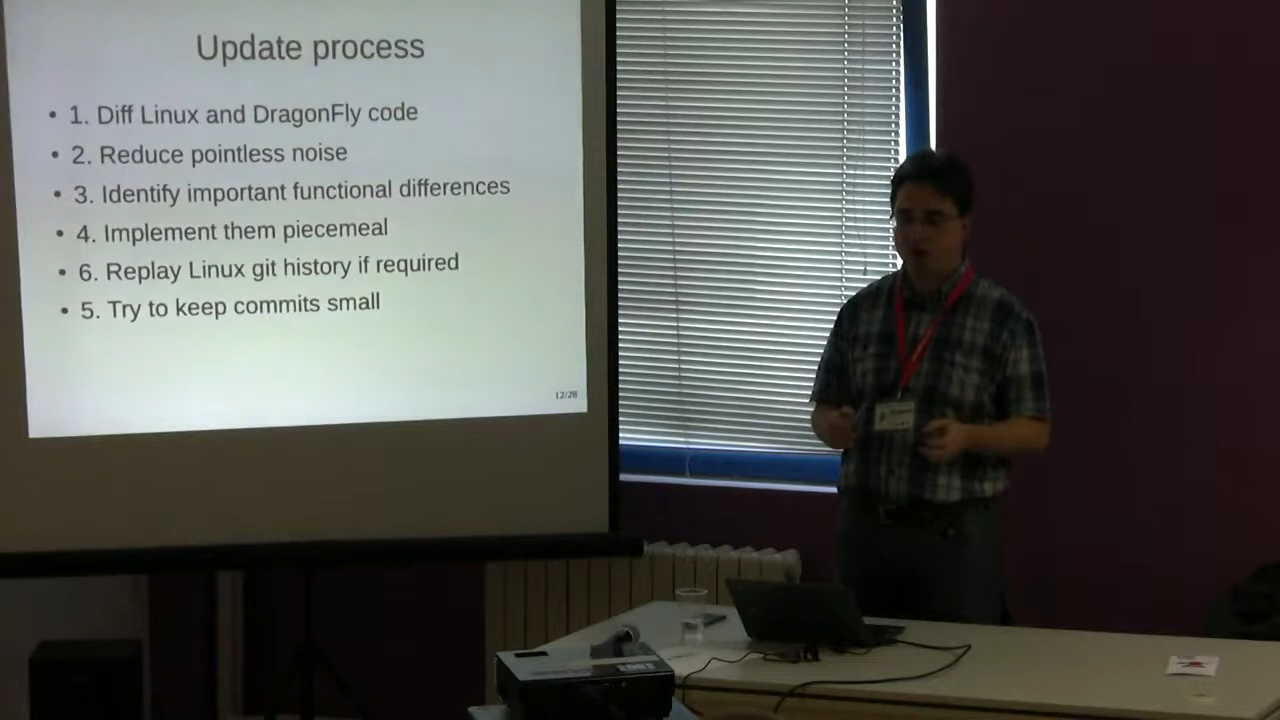 Update process
• 1. Diff Linux and DragonFly code
• 2. Reduce pointless noise
• 3. Identify important functional differences
• 4. Implement them piecemeal
• 6. Replay Linux git history if required
• 5. Try to keep commits small
12/28